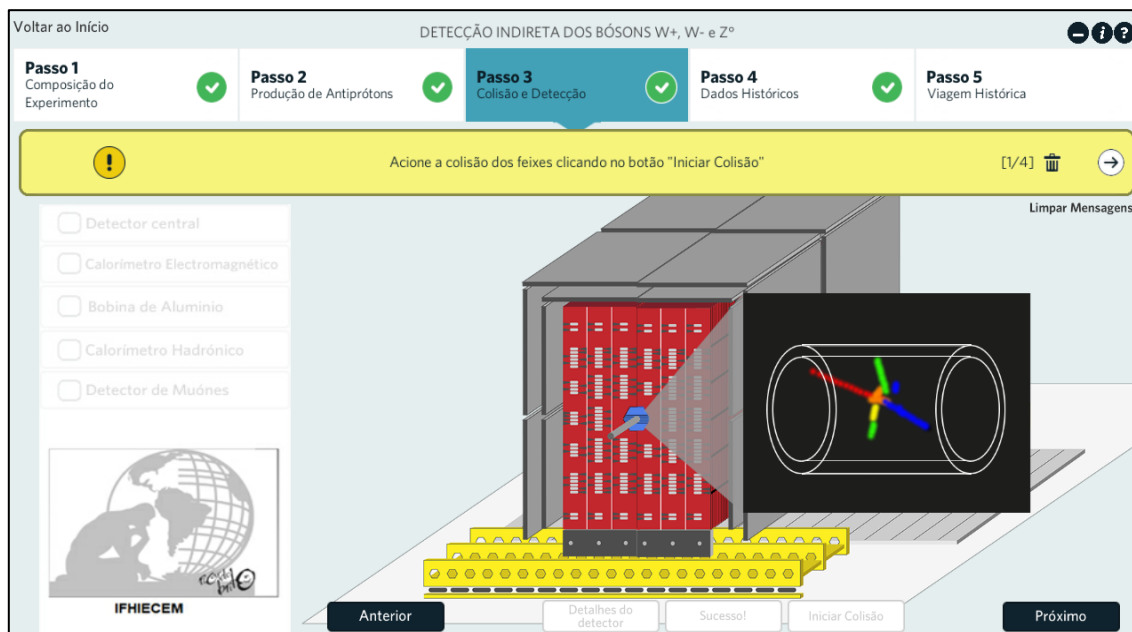 Voltar ao Início
DETECÇÃO INDIRETA DOS BÓSONS W+, W- e Zº
Passo 1
Composição do
Experimento
Passo 2
Produção de Antiprótons
Passo 3
Colisão e Detecção
Passo 4
Dados Históricos
Passo 5
Viagem Histórica
Acione a colisão dos feixes clicando no botão "Iniciar Colisão"
[1/4]
Limpar Mensagens
Detector central
Calorímetro Electromagnético
Bobina de Aluminio
Calorímetro Hadrónico
Detector de Muónes
IFHIECEM
Anterior
Detalhes do
detector
Sucesso!
Iniciar Colisão
Próximo